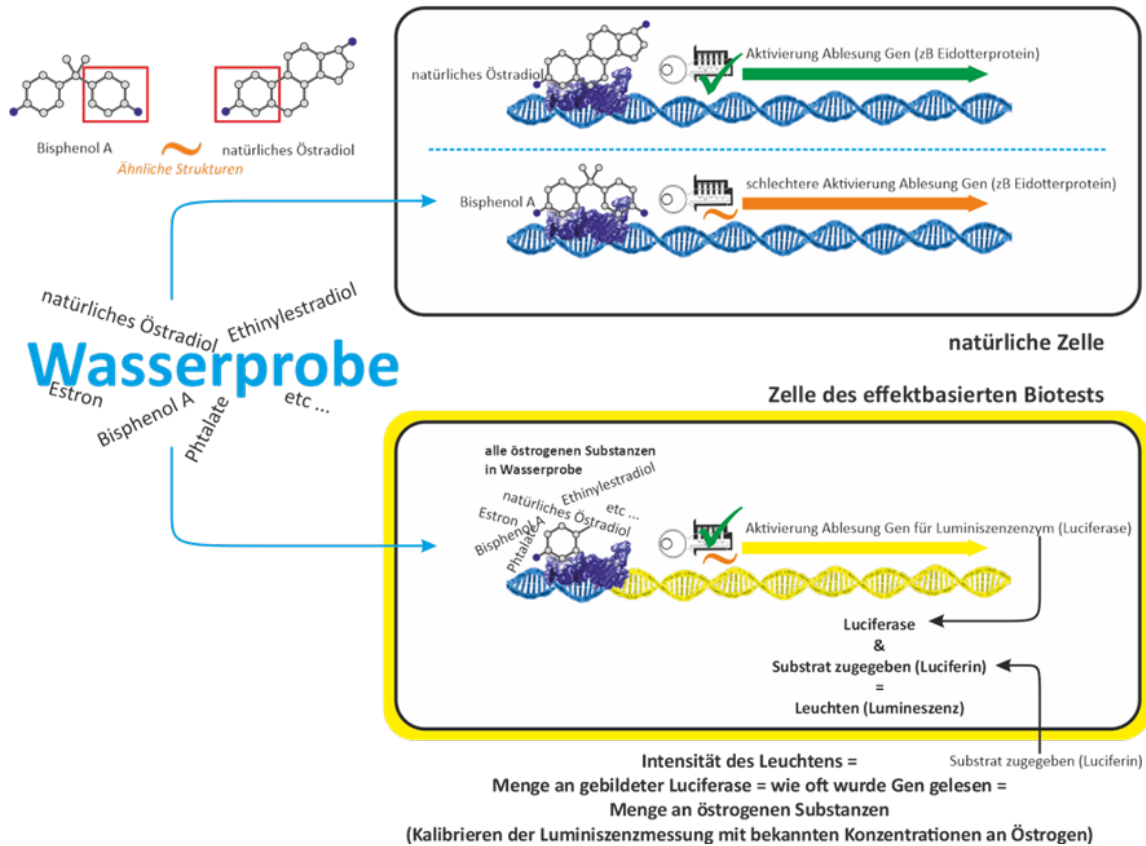 Bisphenol A
natürliches Östradiol
Ähnliche Strukturen
natürliches Östradiol
Aktivierung Ablesung Gen (zB Eidotterprotein)
Bisphenol A
schlechtere Aktivierung Ablesung Gen (zB Eidotterprotein)
natürliche Zelle
natürliches Östradiol
Ethinylestradiol
Wasserprobe
Estron
Bisphenol A
Phtalate
etc ...
Zelle des effektbasierten Biotests
alle östrogenen Substanzen
in Wasserprobe
Ethinylestradiol
natürliches Östradiol
etc ...
Estron
Bisphenol A
Phtalate
Aktivierung Ablesung Gen für Luminiszenzenzym (Luciferase)
Luciferase
&
Substrat zugegeben (Luciferin)
=
Leuchten (Lumineszenz)
Substrat zugegeben (Luciferin)
Intensität des Leuchtens =
Menge an gebildeter Luciferase = wie oft wurde Gen gelesen =
Menge an östrogenen Substanzen
(Kalibrieren der Luminiszenzmessung mit bekannten Konzentrationen an Östrogen)